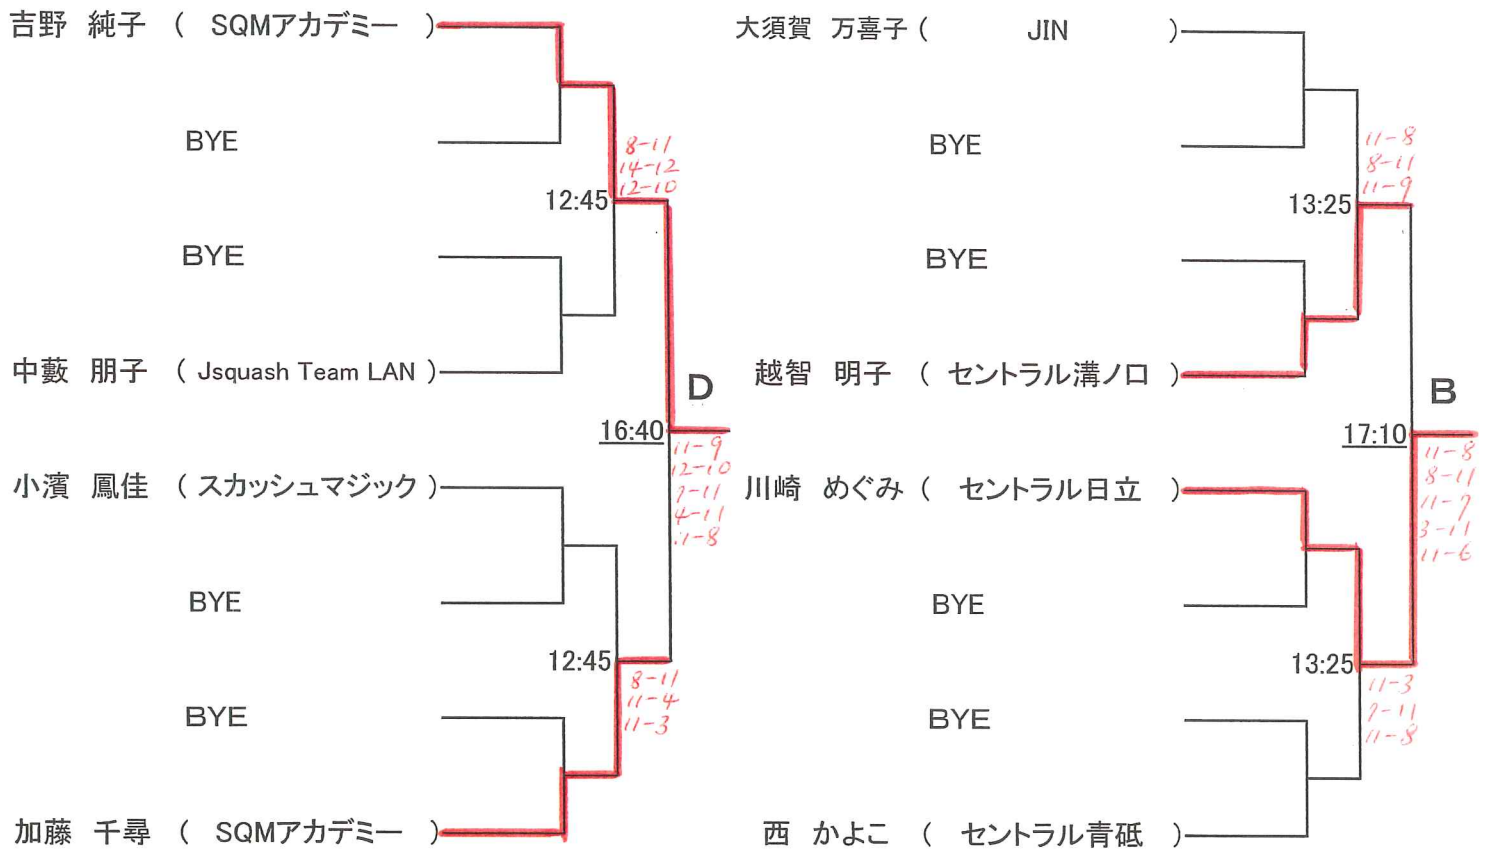 吉野 純子 ( SQMアカデミー )
BYE
8-11
14-12
12-10
12:45
BYE
中藪 朋子 ( Jsquash Team LAN )
D
16:40
11-9
12-10
7-11
4-11
11-8
小濱 鳳佳 ( スカッシュマジック )
BYE
12:45
8-11
11-4
11-3
BYE
加藤 千尋 ( SQMアカデミー )
大須賀 万喜子 ( JIN )
BYE
11-8
8-11
11-9
13:25
BYE
越智 明子 ( セントラル溝ノ口 )
B
17:10
11-8
8-11
11-7
3-11
11-6
川崎 めぐみ ( セントラル日立 )
BYE
13:25
11-3
7-11
11-8
BYE
西 かよこ ( セントラル青砥 )